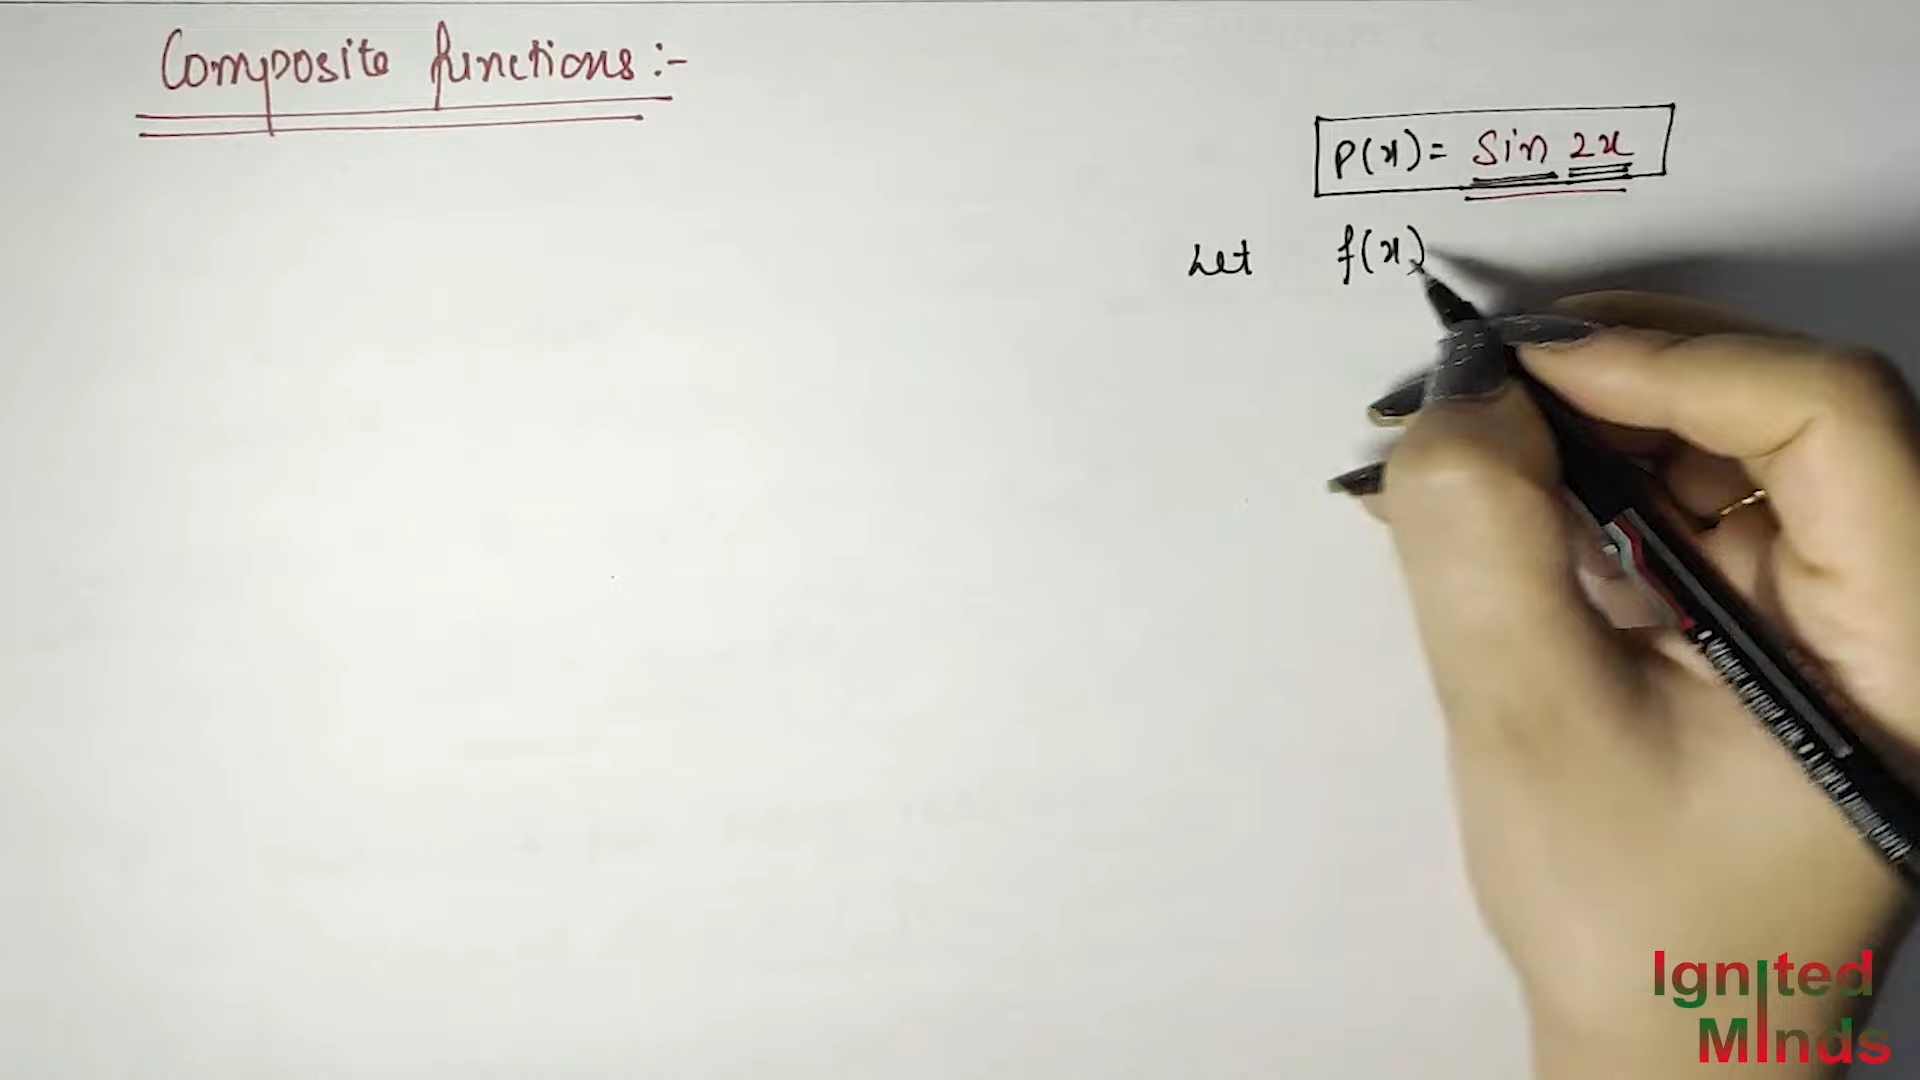 Composite functions:-
P(x) = Sin 2x
Let f(x)
Ignited
Minds